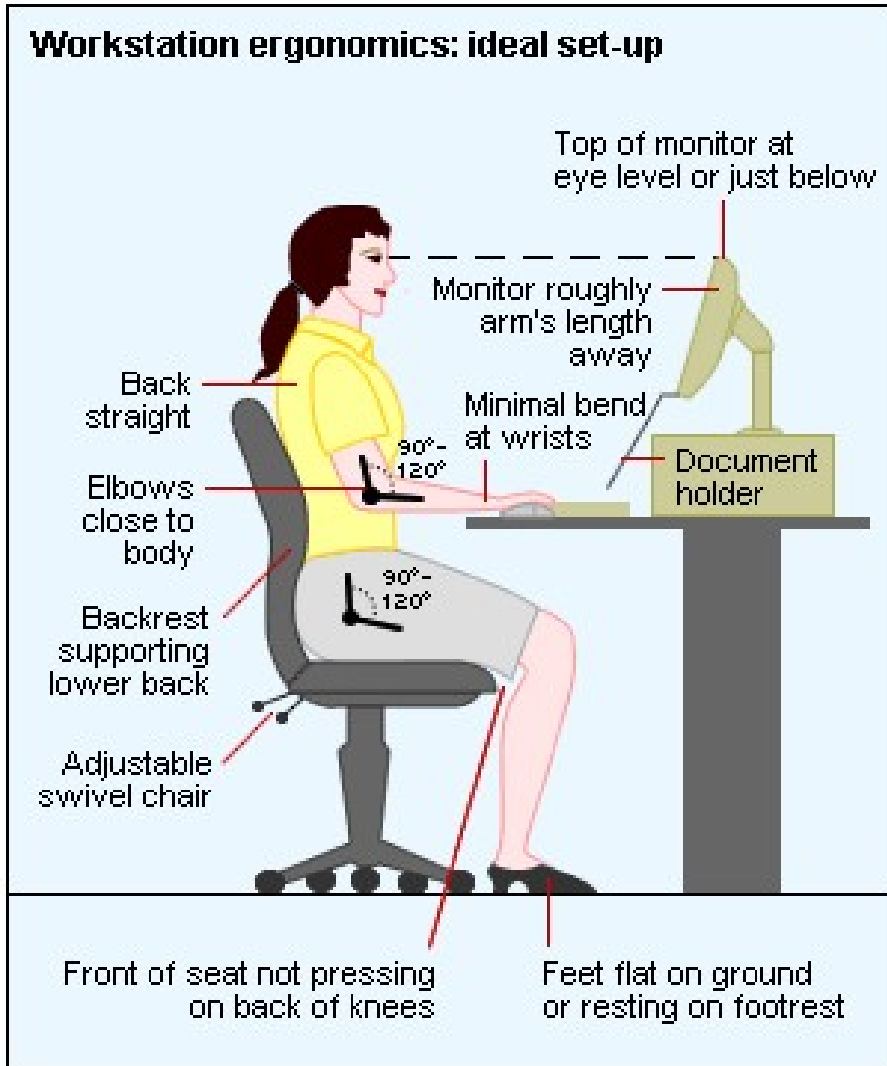 Workstation ergonomics: ideal set-up
Top of monitor at
eye level or just below
Monitor roughly
arm's length
away
Back
straight
Minimal bend
at wrists
90°-
120°
Document
holder
Elbows
close to
body
90°-
120°
Backrest
supporting
lower back
Adjustable
swivel chair
Front of seat not pressing
on back of knees
Feet flat on ground
or resting on footrest